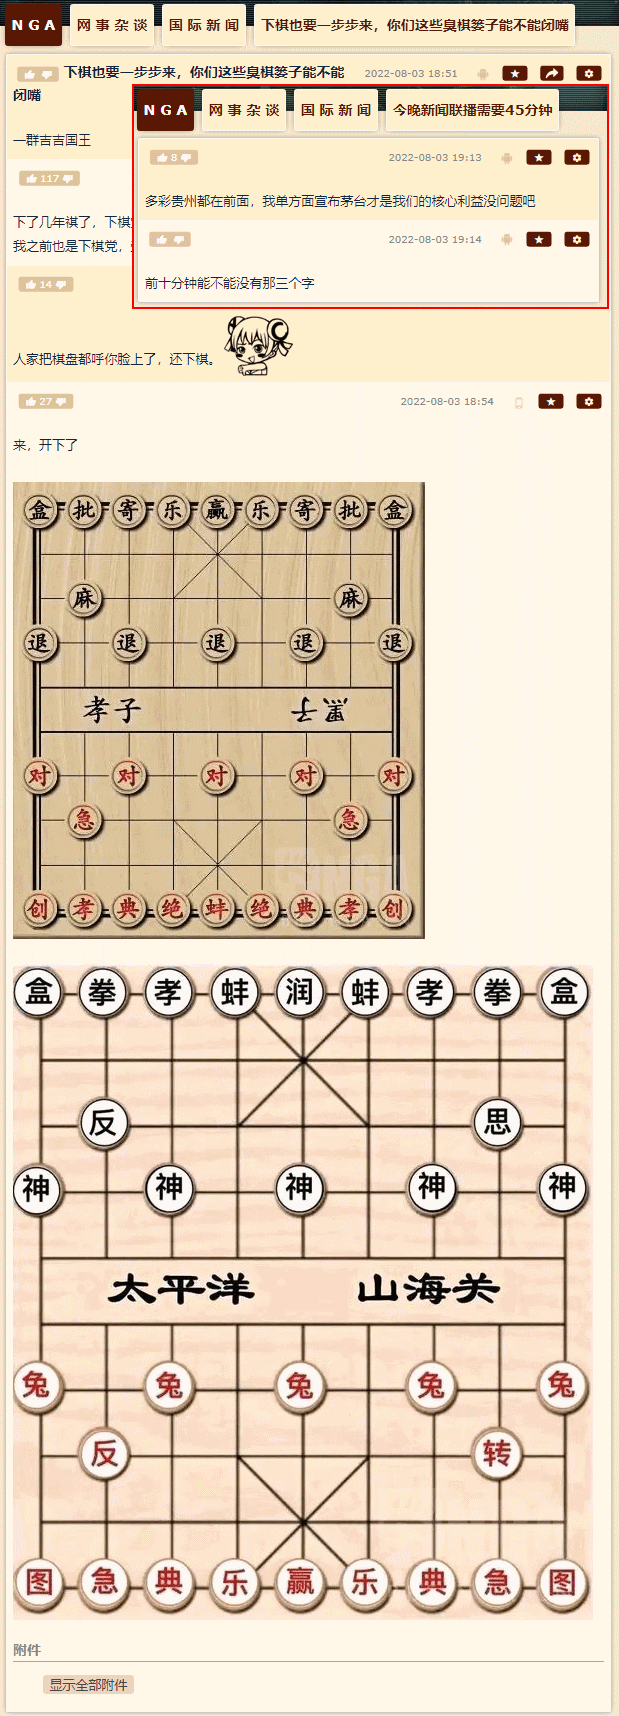 NGA 网事杂谈 国际新闻 下棋也要一步步来，你们这些臭棋篓子能不能闭嘴
下棋也要一步步来，你们这些臭棋篓子能不能 2022-08-03 18:51
闭嘴
一群吉吉国王
117
下了几年祺了，下棋
我之前也是下棋党，
14
NGA 网事杂谈 国际新闻 今晚新闻联播需要45分钟
8 2022-08-03 19:13
多彩贵州都在前面，我单方面宣布茅台才是我们的核心利益没问题吧
2022-08-03 19:14
前十分钟能不能没有那三个字
人家把棋盘都呼你脸上了，还下棋。
27 2022-08-03 18:54
来，开下了
盒 批 寄 乐 赢 乐 寄 批 盒
麻 麻
退 退 退 退 退
孝子 黑子
对 对 对 对 对
急 急
NGA
创 孝 典 绝 蚌 绝 典 孝 创
盒 拳 孝 蚌 润 蚌 孝 拳 盒
反 思
神 神 神 神 神
太平洋 山海关
兔 兔 兔 兔 兔
反 转
图 急 典 乐 赢 乐 典 急 图
附件
显示全部附件